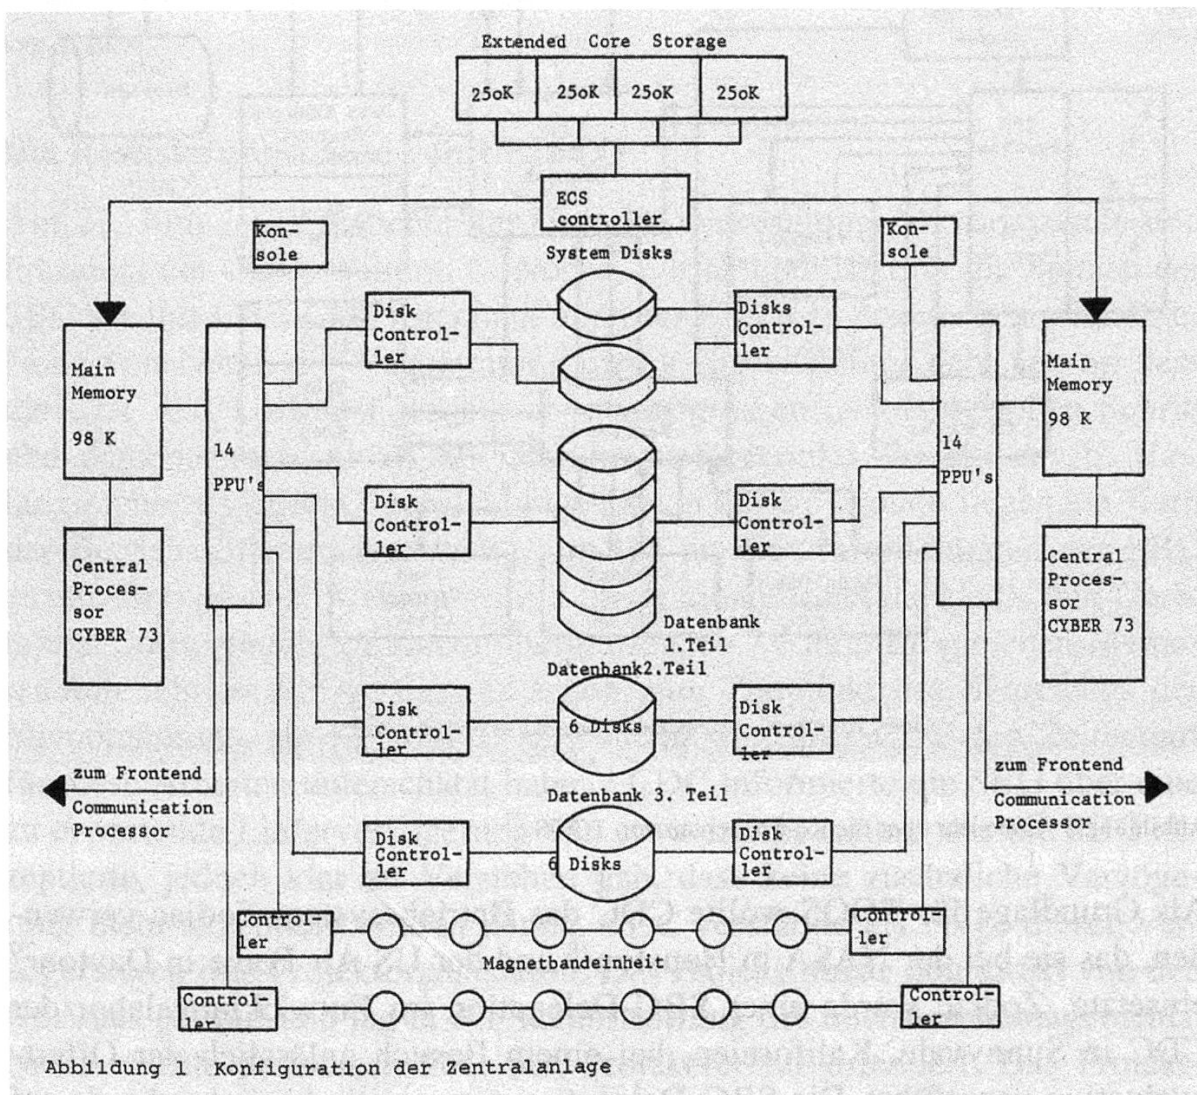 Extended Core Storage
25oK 25oK 25oK 25oK
ECS
controller
Kon-
sole
System Disks
Kon-
sole
Disk
Control-
ler
Disks
Control-
ler
Main
Memory
98 K
14
PPU's
Main
Memory
98 K
14
PPU's
Disk
Control-
ler
Disk
Control-
ler
Central
Proces-
sor
CYBER 73
Central
Proces-
sor
CYBER 73
Datenbank
1.Teil
Datenbank2.Teil
Disk
Control-
ler
6 Disks
Disk
Control-
ler
zum Frontend
Communication
Processor
zum Frontend
Communication
Processor
Datenbank 3. Teil
Disk
Control-
ler
6 Disks
Disk
Control-
ler
Control-
ler
Control-
ler
Magnetbandeinheiten
Control-
ler
Control-
ler
Abbildung 1 Konfiguration der Zentralanlage